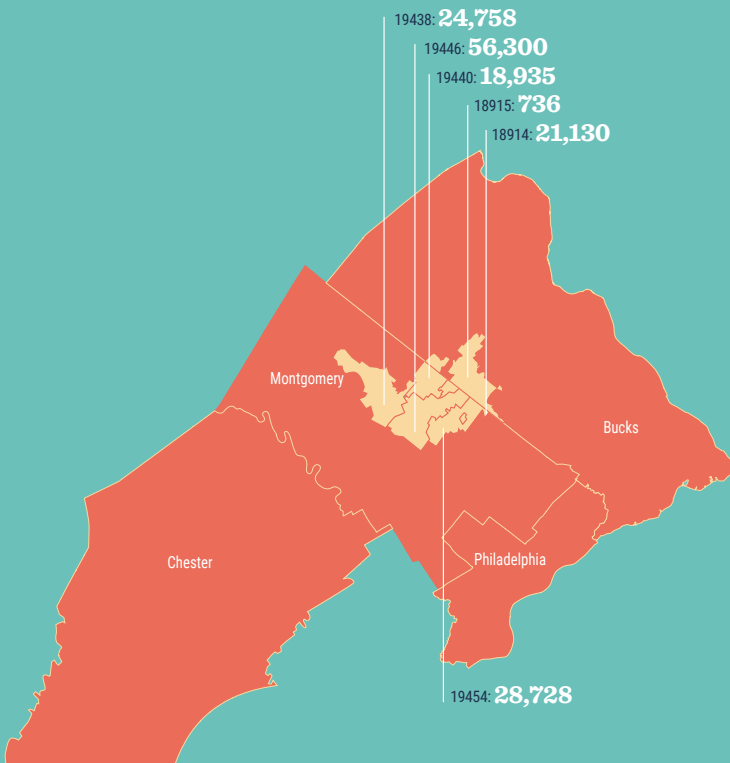 19438: 24,758
19446: 56,300
19440: 18,935
18915: 736
18914: 21,130
Montgomery
Bucks
Chester
Philadelphia
19454: 28,728